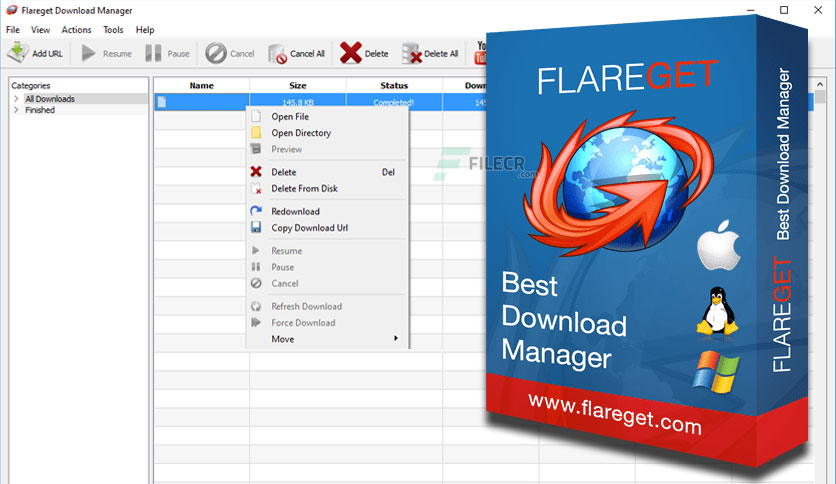 Flareget Download Manager
File View Actions Tools Help
Add URL Resume Pause Cancel Cancel All Delete Delete All
Categories
All Downloads
Finished
Name Size Status
145.8 KB Completed!
Open File
Open Directory
Preview
Delete Del
Delete From Disk
Redownload
Copy Download Url
Resume
Pause
Cancel
Refresh Download
Force Download
Move
FILECR
.com
FLAREGET
Best
Download
Manager
www.flareget.com
FLAREGET Best Download Manager